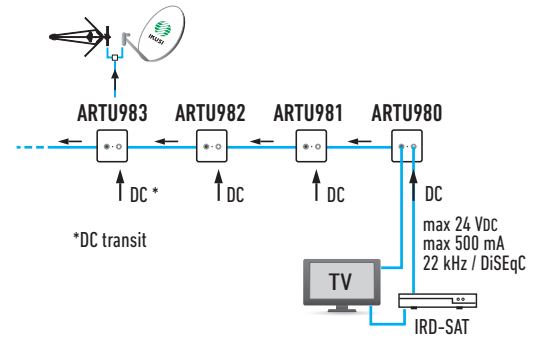 IKUSI
ARTU983 ARTU982 ARTU981 ARTU980
DC * DC DC DC
*DC transit
max 24 VDC
max 500 mA
22 kHz / DiSEqC
TV
IRD-SAT